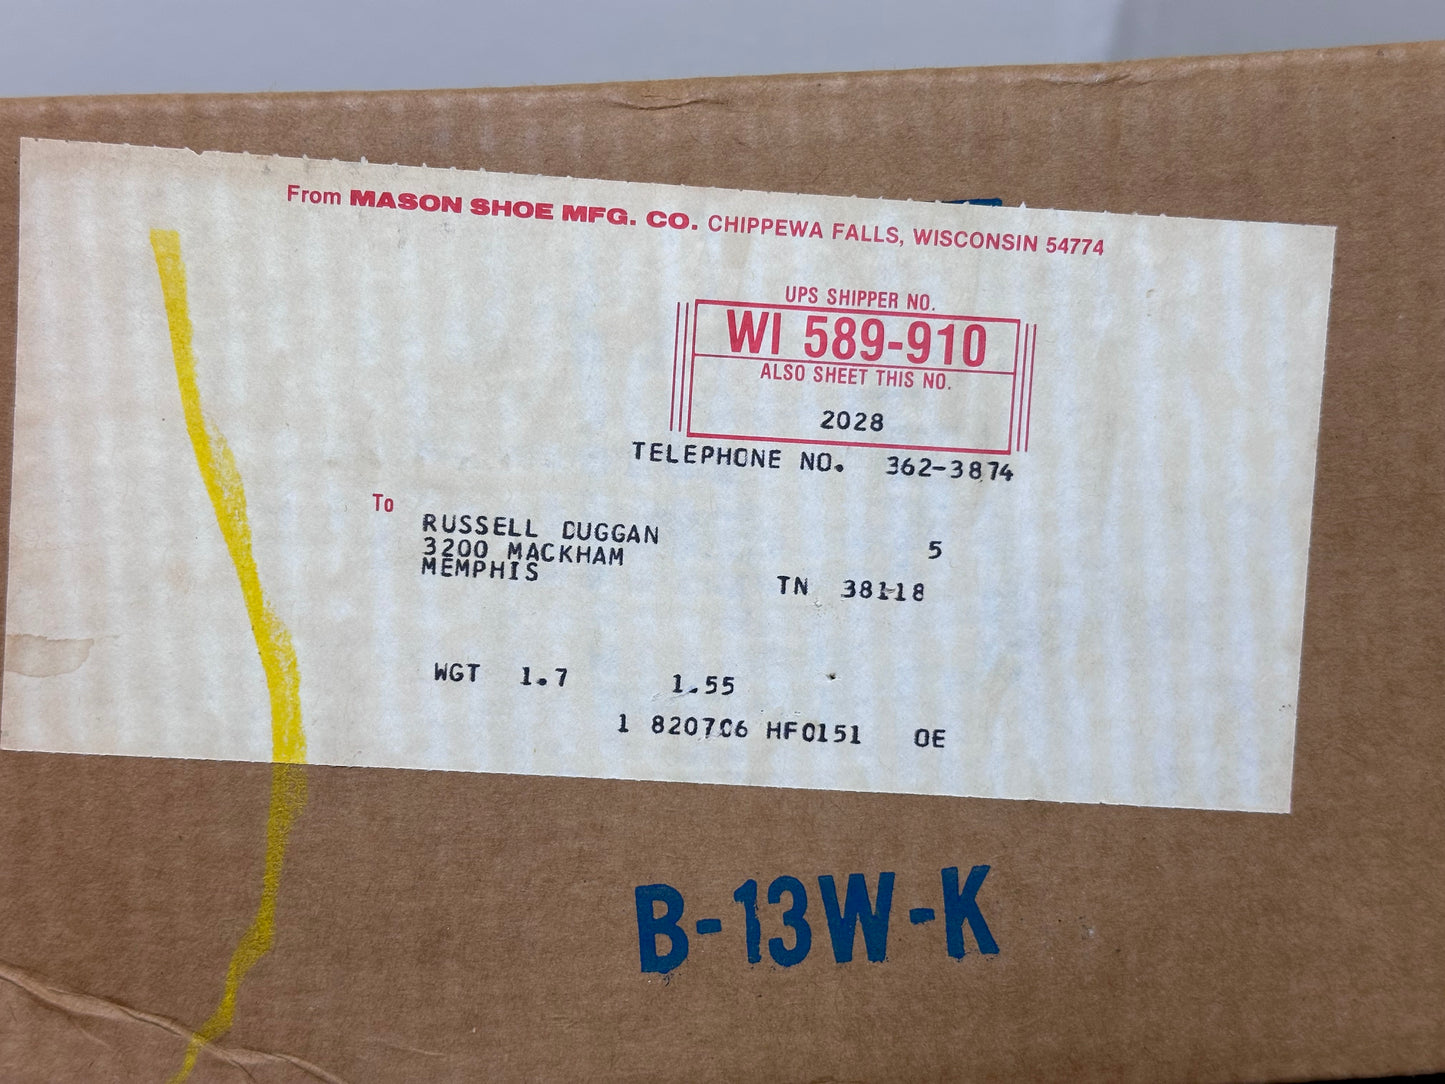 From MASON SHOE MFG. CO. CHIPPEWA FALLS, WISCONSIN 54774
UPS SHIPPER NO.
WI 589-910
ALSO SHEET THIS NO.
2028
TELEPHONE NO. 362-3874
To
RUSSELL DUGGAN 5
3200 MACKHAM
MEMPHIS TN 38118
WGT 1.7 1.55
1 820706 HF0151 OE
B-13W-K